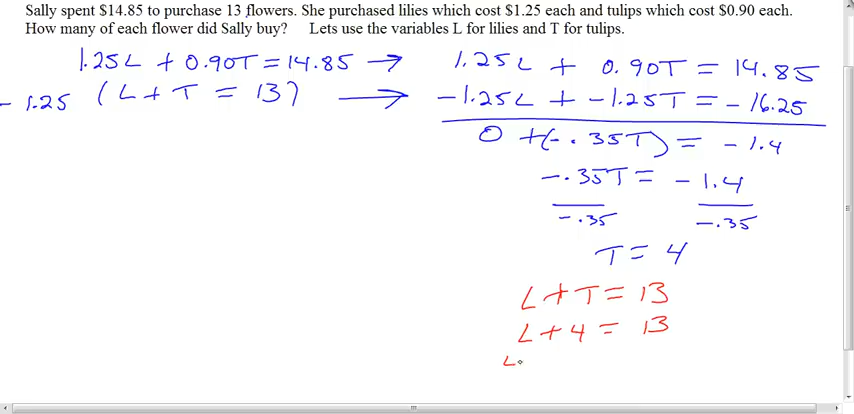 Sally spent $14.85 to purchase 13 flowers. She purchased lilies which cost $1.25 each and tulips which cost $0.90 each.
How many of each flower did Sally buy? Lets use the variables L for lilies and T for tulips.
1.25L + 0.90T = 14.85 → 1.25L + 0.90T = 14.85
-1.25 (L + T = 13) → -1.25L + -1.25T = -16.25
0 + (-.35T) = -1.4
-.35T = -1.4
-.35 -.35
T = 4
L + T = 13
L + 4 = 13
L